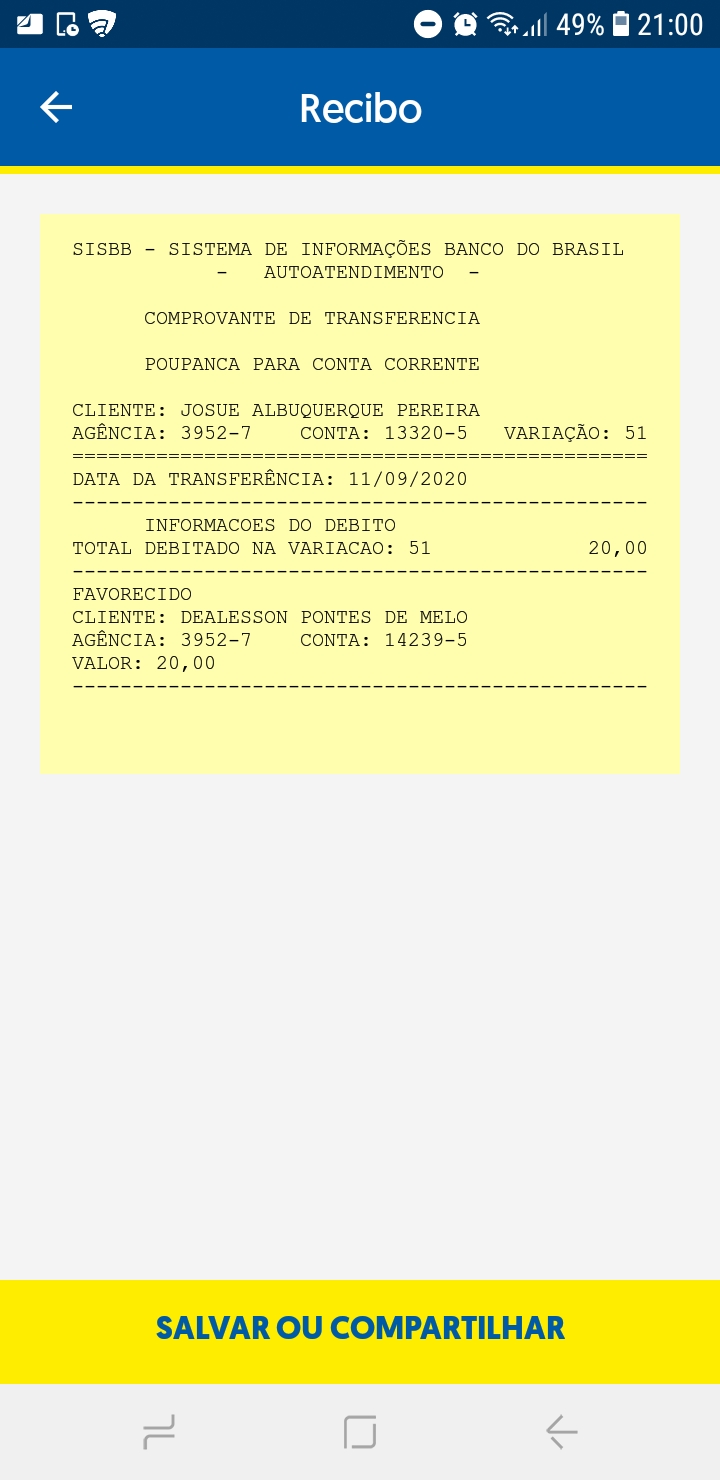 49% 21:00
Recibo
SISBB - SISTEMA DE INFORMAÇÕES BANCO DO BRASIL
- AUTOATENDIMENTO -
COMPROVANTE DE TRANSFERENCIA
POUPANCA PARA CONTA CORRENTE
CLIENTE: JOSUE ALBUQUERQUE PEREIRA
AGÊNCIA: 3952-7 CONTA: 13320-5 VARIAÇÃO: 51
================================================
DATA DA TRANSFERÊNCIA: 11/09/2020
------------------------------------------------
INFORMACOES DO DEBITO
TOTAL DEBITADO NA VARIACAO: 51 20,00
------------------------------------------------
FAVORECIDO
CLIENTE: DEALESSON PONTES DE MELO
AGÊNCIA: 3952-7 CONTA: 14239-5
VALOR: 20,00
------------------------------------------------
SALVAR OU COMPARTILHAR